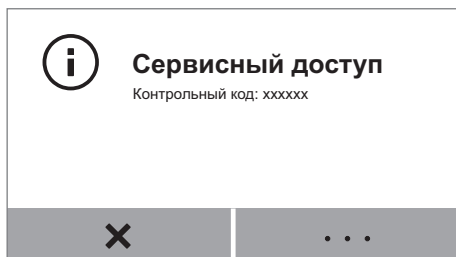 Сервисный доступ
Контрольный код: xxxxxx
. . .